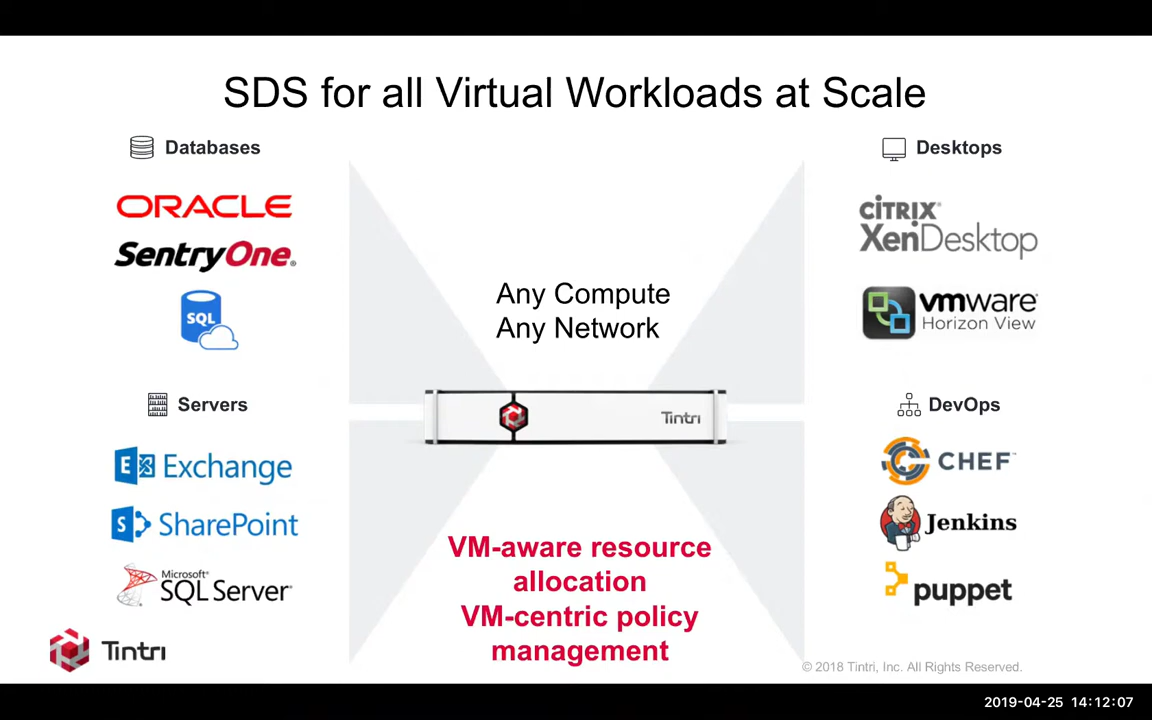 SDS for all Virtual Workloads at Scale
Databases
ORACLE
SentryOne®
SQL
Servers
E Exchange
S SharePoint
Microsoft®
SQL Server®
Any Compute
Any Network
Tintri
VM-aware resource
allocation
VM-centric policy
management
Desktops
CITRIX®
XenDesktop
vmware®
Horizon View™
DevOps
CHEF™
Jenkins
puppet
Tintri
© 2018 Tintri, Inc. All Rights Reserved.
2019-04-25 14:12:07